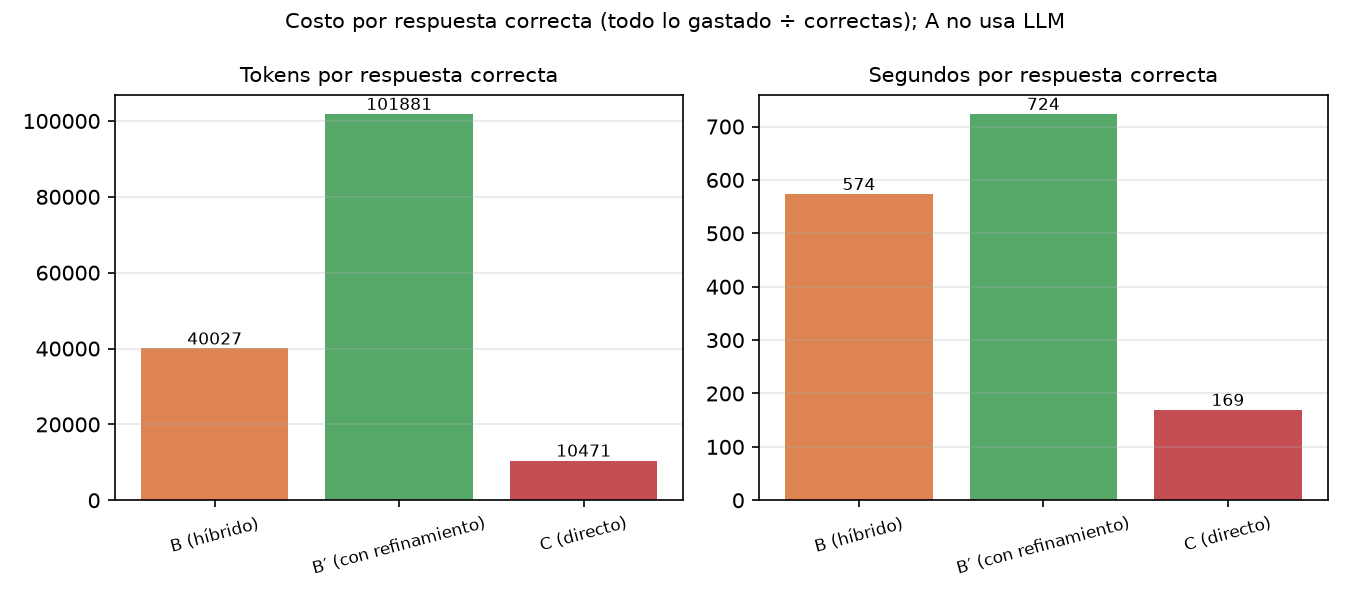 Costo por respuesta correcta (todo lo gastado ÷ correctas); A no usa LLM
Tokens por respuesta correcta
100000
80000
60000
40000
20000
0
40027
101881
10471
B (híbrido)
B′ (con refinamiento)
C (directo)
Segundos por respuesta correcta
700
600
500
400
300
200
100
0
574
724
169
B (híbrido)
B′ (con refinamiento)
C (directo)